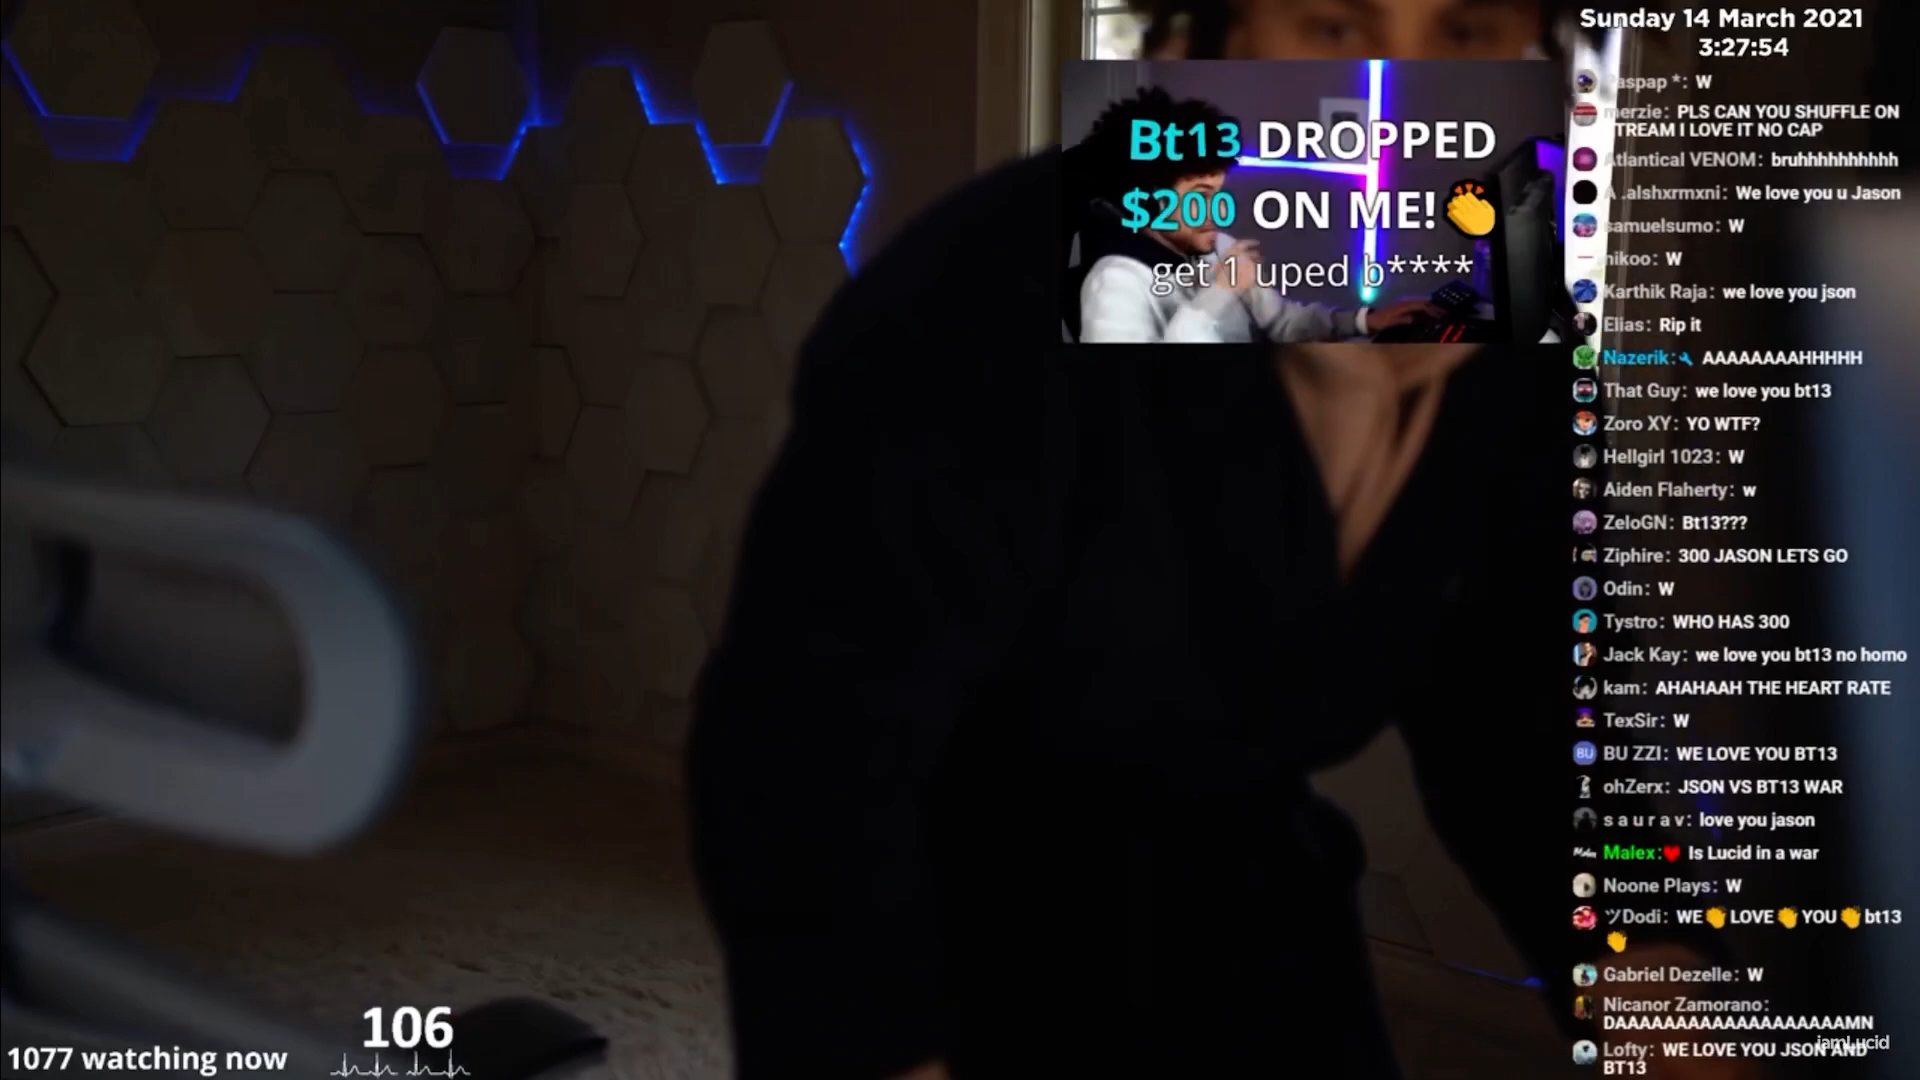 Sunday 14 March 2021
3:27:54
Bt13 DROPPED
$200 ON ME!👏
get 1 uped b****
aspap *: W
merzie: PLS CAN YOU SHUFFLE ON
STREAM I LOVE IT NO CAP
Atlantical VENOM: bruhhhhhhhhhh
A .alshxrmxni: We love you u Jason
samuelsumo: W
nikoo: W
Karthik Raja: we love you json
Elias: Rip it
Nazerik: AAAAAAAAHHHHH
That Guy: we love you bt13
Zoro XY: YO WTF?
Hellgirl 1023: W
Aiden Flaherty: w
ZeloGN: Bt13???
Ziphire: 300 JASON LETS GO
Odin: W
Tystro: WHO HAS 300
Jack Kay: we love you bt13 no homo
kam: AHAHAAH THE HEART RATE
TexSir: W
BU BU ZZI: WE LOVE YOU BT13
ohZerx: JSON VS BT13 WAR
s a u r a v: love you jason
Malex:❤ Is Lucid in a war
Noone Plays: W
ツDodi: WE👏LOVE👏YOU👏bt13
👏
Gabriel Dezelle: W
Nicanor Zamorano:
DAAAAAAAAAAAAAAAAAAAMN
Lofty: WE LOVE YOU JSON AND
BT13
iamLucid
106
1077 watching now